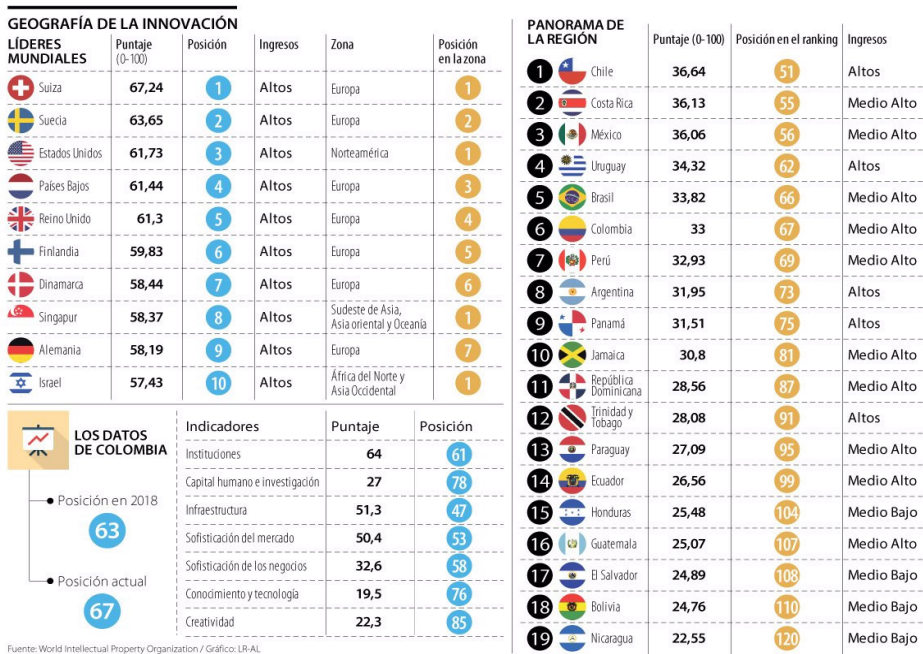 GEOGRAFÍA DE LA INNOVACIÓN
LÍDERES MUNDIALES Puntaje (0-100) Posición Ingresos Zona Posición en la zona
Suiza 67,24 1 Altos Europa 1
Suecia 63,65 2 Altos Europa 2
Estados Unidos 61,73 3 Altos Norteamérica 1
Países Bajos 61,44 4 Altos Europa 3
Reino Unido 61,3 5 Altos Europa 4
Finlandia 59,83 6 Altos Europa 5
Dinamarca 58,44 7 Altos Europa 6
Singapur 58,37 8 Altos Sudeste de Asia, Asia oriental y Oceanía 1
Alemania 58,19 9 Altos Europa 7
Israel 57,43 10 Altos África del Norte y Asia Occidental 1
LOS DATOS
DE COLOMBIA
Posición en 2018
63
Posición actual
67
Indicadores Puntaje Posición
Instituciones 64 61
Capital humano e investigación 27 78
Infraestructura 51,3 47
Sofisticación del mercado 50,4 53
Sofisticación de los negocios 32,6 58
Conocimiento y tecnología 19,5 76
Creatividad 22,3 85
Fuente: World Intellectual Property Organization / Gráfico: LR-AL
PANORAMA DE
LA REGIÓN Puntaje (0-100) Posición en el ranking Ingresos
1 Chile 36,64 51 Altos
2 Costa Rica 36,13 55 Medio Alto
3 México 36,06 56 Medio Alto
4 Uruguay 34,32 62 Altos
5 Brasil 33,82 66 Medio Alto
6 Colombia 33 67 Medio Alto
7 Perú 32,93 69 Medio Alto
8 Argentina 31,95 73 Altos
9 Panamá 31,51 75 Altos
10 Jamaica 30,8 81 Medio Alto
11 República Dominicana 28,56 87 Medio Alto
12 Trinidad y Tobago 28,08 91 Altos
13 Paraguay 27,09 95 Medio Alto
14 Ecuador 26,56 99 Medio Alto
15 Honduras 25,48 104 Medio Bajo
16 Guatemala 25,07 107 Medio Alto
17 El Salvador 24,89 108 Medio Bajo
18 Bolivia 24,76 110 Medio Bajo
19 Nicaragua 22,55 120 Medio Bajo